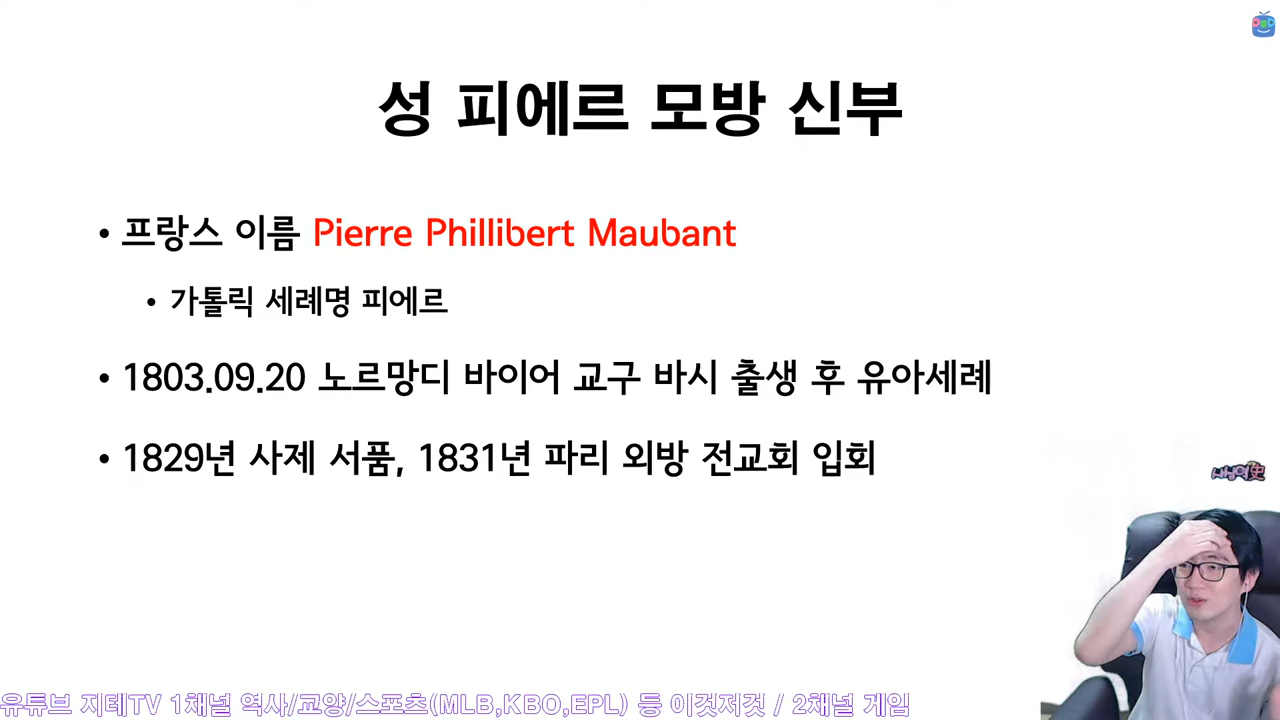 성 피에르 모방 신부
• 프랑스 이름 Pierre Phillibert Maubant
• 가톨릭 세례명 피에르
• 1803.09.20 노르망디 바이어 교구 바시 출생 후 유아세례
• 1829년 사제 서품, 1831년 파리 외방 전교회 입회
유튜브 지테TV 1채널 역사/교양/스포츠(MLB,KBO,EPL) 등 이것저것 / 2채널 게임